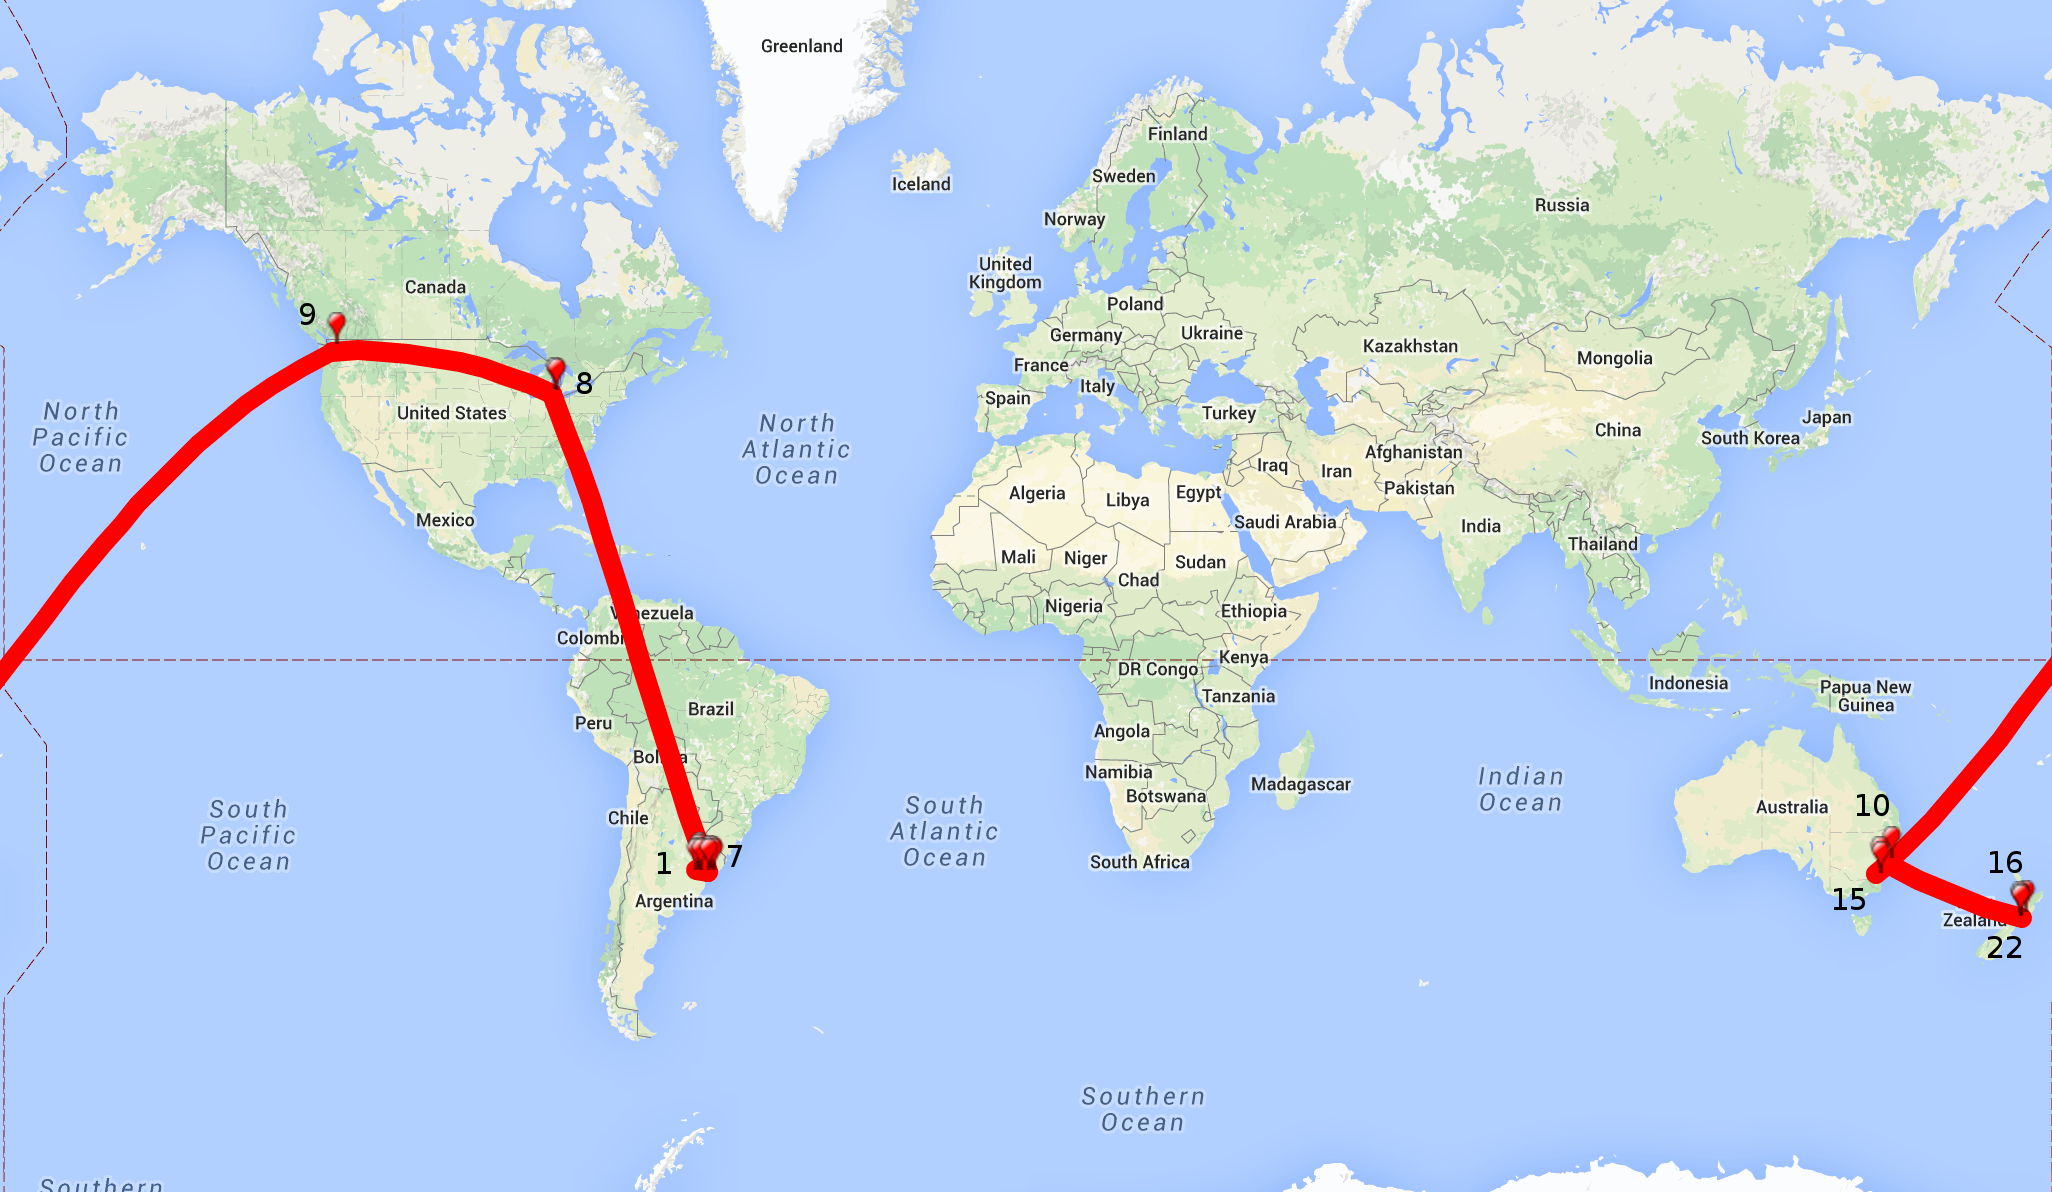 Greenland
Finland
Iceland
Sweden
Russia
Norway
United
Kingdom
Canada
Poland
9
Germany
Ukraine
Kazakhstan
Mongolia
France
8
Italy
Spain
United States
Turkey
Japan
North
Pacific
Ocean
North
Atlantic
Ocean
China
South Korea
Afghanistan
Iraq
Iran
Pakistan
Algeria
Libya
Egypt
Mexico
Saudi Arabia
India
Thailand
Mali
Niger
Sudan
Chad
Nigeria
Ethiopia
Venezuela
Colombi
Kenya
DR Congo
Indonesia
Papua New
Guinea
Tanzania
Brazil
Peru
Angola
Bolivia
Namibia
Madagascar
Indian
Ocean
Botswana
Australia
10
South
Pacific
Ocean
Chile
South
Atlantic
Ocean
1
7
South Africa
16
Argentina
15
Zealand
22
Southern
Ocean
Southern